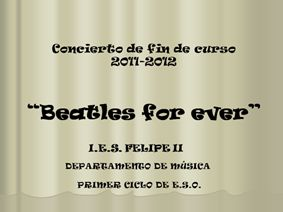 Concierto de fin de curso
2011-2012
“Beatles for ever”
I.E.S. FELIPE II
DEPARTAMENTO DE MÚSICA
PRIMER CICLO DE E.S.O.